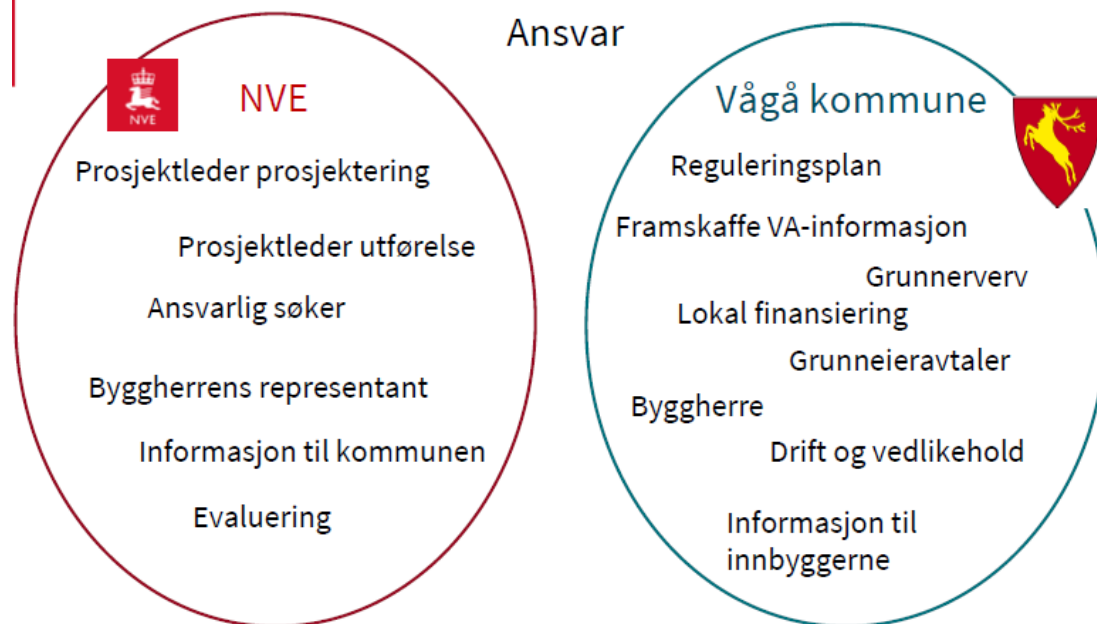 Ansvar
NVE
NVE
Prosjektleder prosjektering
Prosjektleder utførelse
Ansvarlig søker
Byggherrens representant
Informasjon til kommunen
Evaluering
Vågå kommune
Reguleringsplan
Framskaffe VA-informasjon
Grunnerverv
Lokal finansiering
Grunneieravtaler
Byggherre
Drift og vedlikehold
Informasjon til
innbyggerne